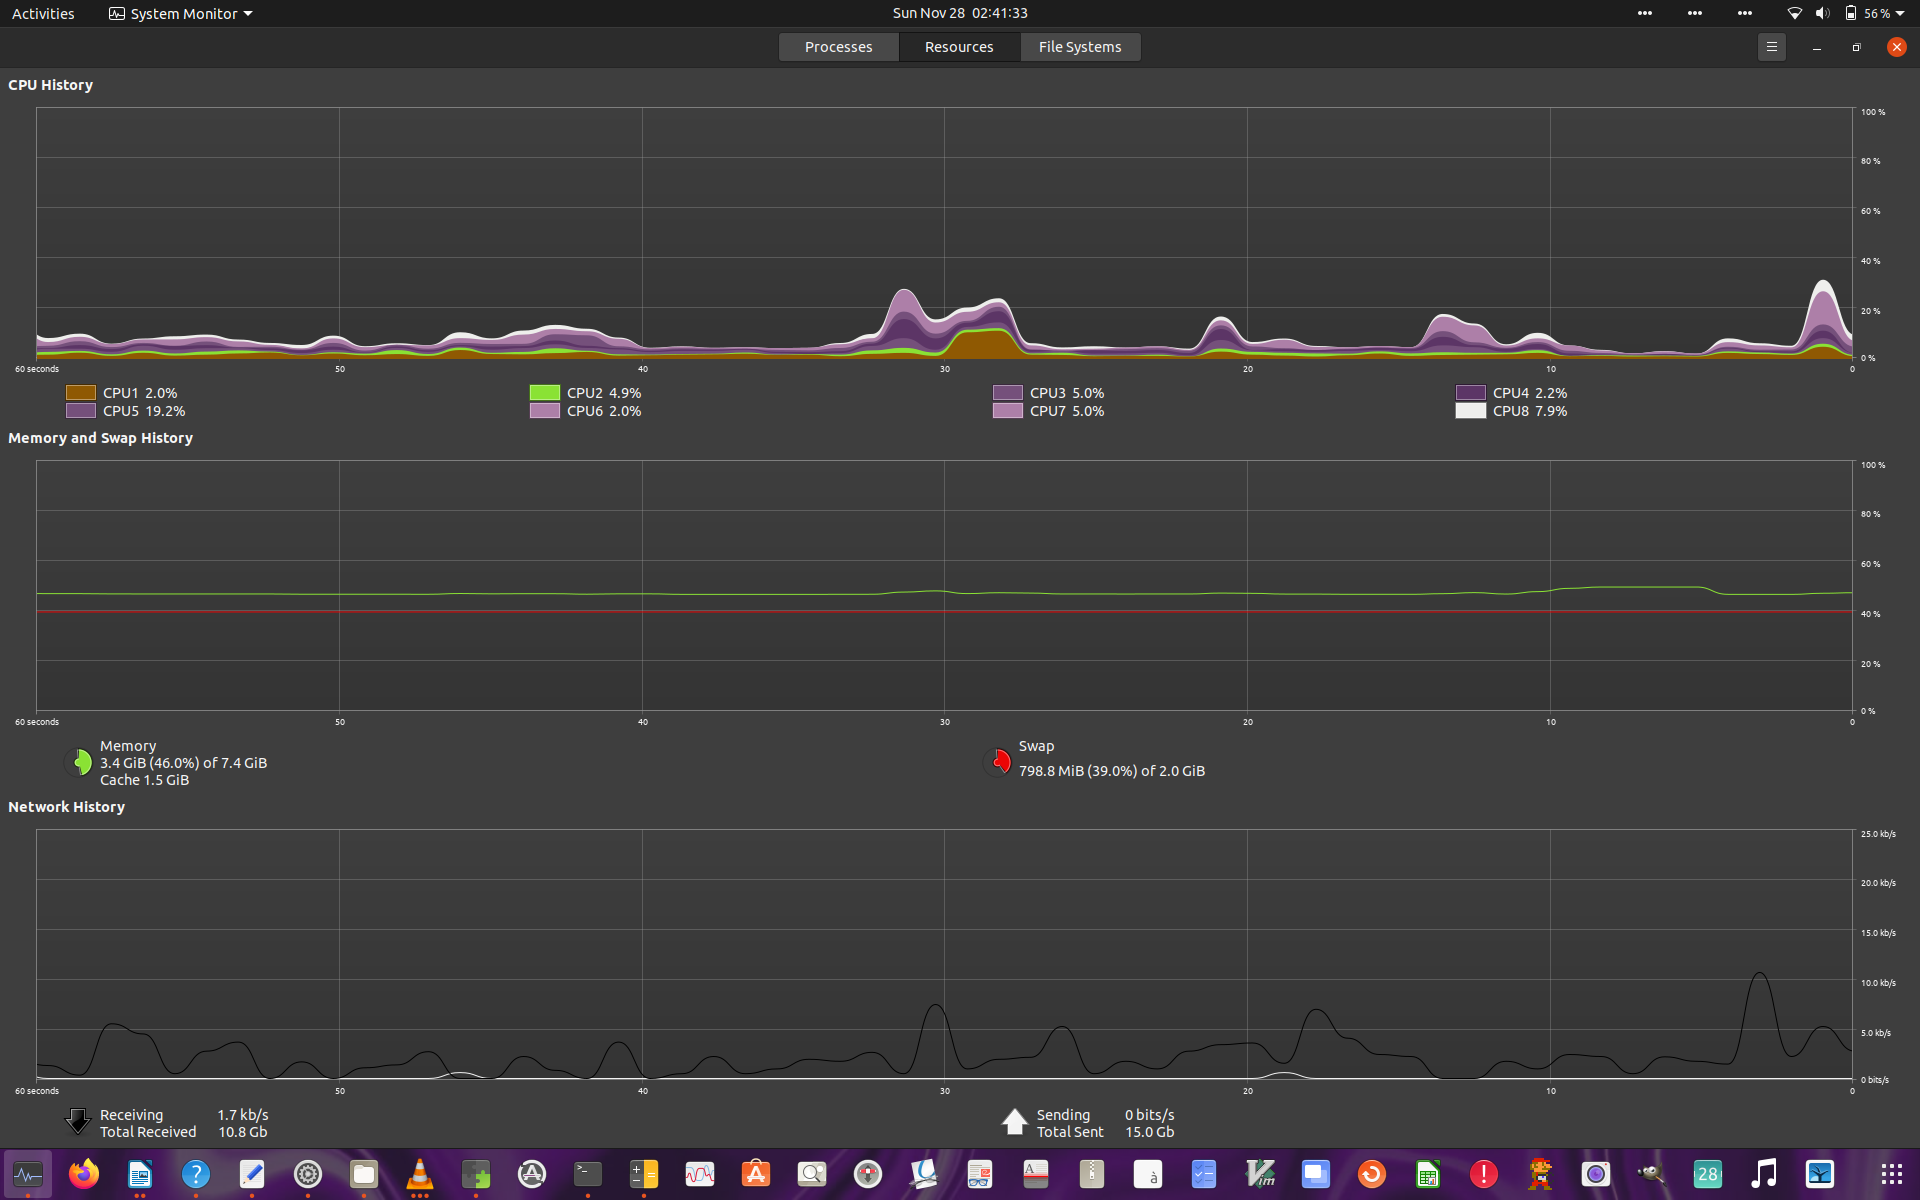 Activities System Monitor Sun Nov 28 02:41:33 56 %
Processes Resources File Systems
CPU History
100 %
80 %
60 %
40 %
20 %
0 %
60 seconds 50 40 30 20 10 0
CPU1 2.0% CPU2 4.9% CPU3 5.0% CPU4 2.2%
CPU5 19.2% CPU6 2.0% CPU7 5.0% CPU8 7.9%
Memory and Swap History
100 %
80 %
60 %
40 %
20 %
0 %
60 seconds 50 40 30 20 10 0
Memory
3.4 GiB (46.0%) of 7.4 GiB
Cache 1.5 GiB
Swap
798.8 MiB (39.0%) of 2.0 GiB
Network History
25.0 kb/s
20.0 kb/s
15.0 kb/s
10.0 kb/s
5.0 kb/s
0 bits/s
60 seconds 50 40 30 20 10 0
Receiving 1.7 kb/s Sending 0 bits/s
Total Received 10.8 Gb Total Sent 15.0 Gb
? >_ A à Vim ! 28